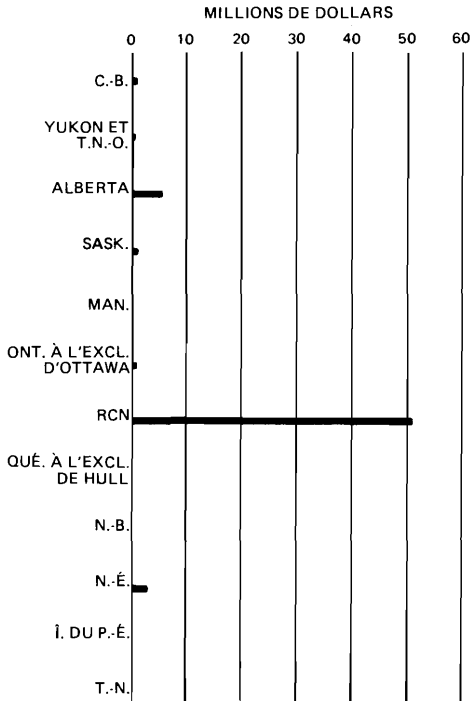 MILLIONS DE DOLLARS
0 10 20 30 40 50 60
C.-B.
YUKON ET
T.N.-O.
ALBERTA
SASK.
MAN.
ONT. À L'EXCL.
D'OTTAWA
RCN
QUÉ. À L'EXCL.
DE HULL
N.-B.
N.-É.
Î. DU P.-É.
T.-N.